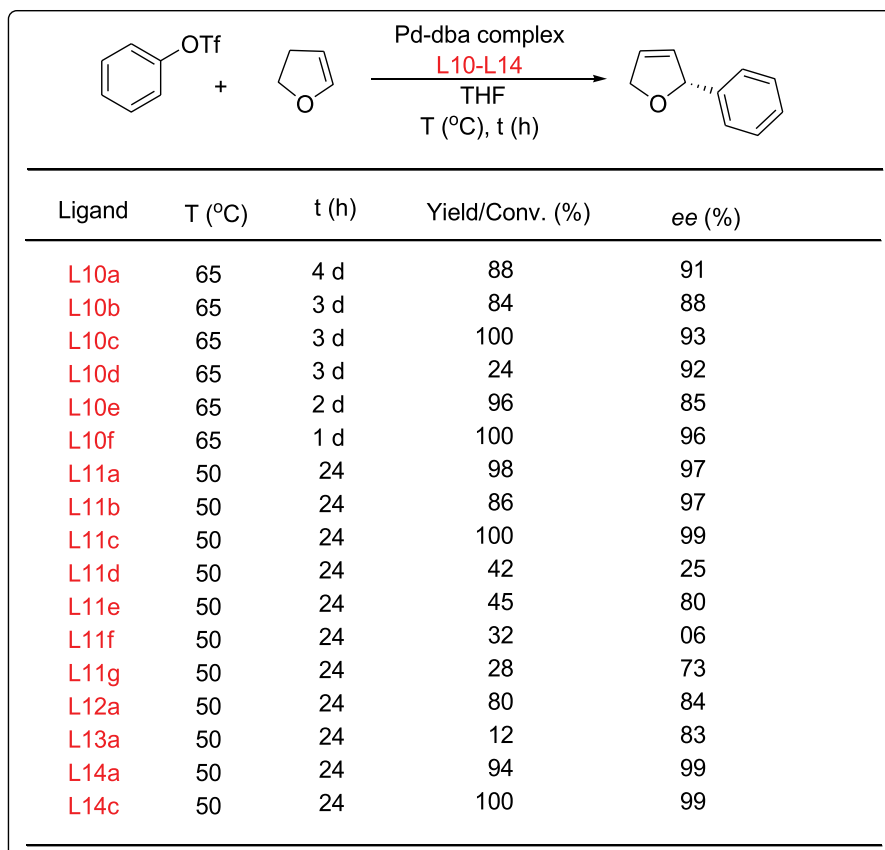 OTf
+
O
Pd-dba complex
L10-L14
THF
T (°C), t (h)
O
Ligand T (°C) t (h) Yield/Conv. (%) ee (%)
L10a 65 4 d 88 91
L10b 65 3 d 84 88
L10c 65 3 d 100 93
L10d 65 3 d 24 92
L10e 65 2 d 96 85
L10f 65 1 d 100 96
L11a 50 24 98 97
L11b 50 24 86 97
L11c 50 24 100 99
L11d 50 24 42 25
L11e 50 24 45 80
L11f 50 24 32 06
L11g 50 24 28 73
L12a 50 24 80 84
L13a 50 24 12 83
L14a 50 24 94 99
L14c 50 24 100 99